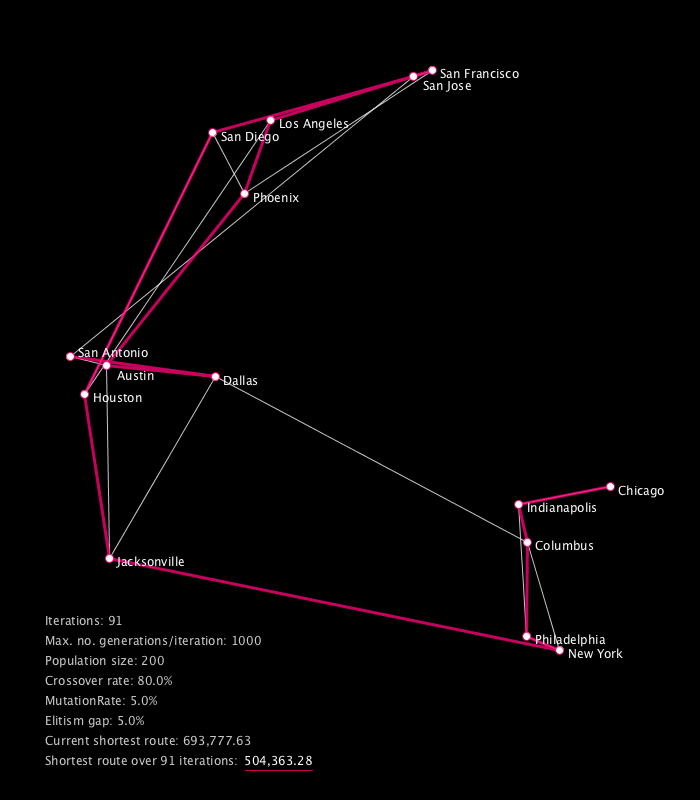 San Francisco
San Jose
Los Angeles
San Diego
Phoenix
San Antonio
Austin
Dallas
Houston
Chicago
Indianapolis
Columbus
Jacksonville
Philadelphia
New York
Iterations: 91
Max. no. generations/iteration: 1000
Population size: 200
Crossover rate: 80.0%
MutationRate: 5.0%
Elitism gap: 5.0%
Current shortest route: 693,777.63
Shortest route over 91 iterations: 504,363.28